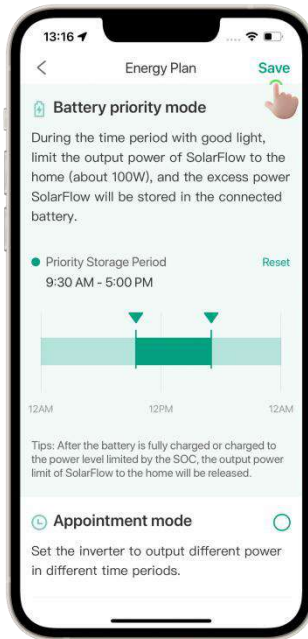 13:16
Energy Plan
Save
Battery priority mode
During the time period with good light,
limit the output power of SolarFlow to the
home (about 100W), and the excess power
SolarFlow will be stored in the connected
battery.
Priority Storage Period
Reset
9:30 AM - 5:00 PM
12AM
12PM
12AM
Tips: After the battery is fully charged or charged to
the power level limited by the SOC, the output power
limit of SolarFlow to the home will be released.
Appointment mode
Set the inverter to output different power
in different time periods.